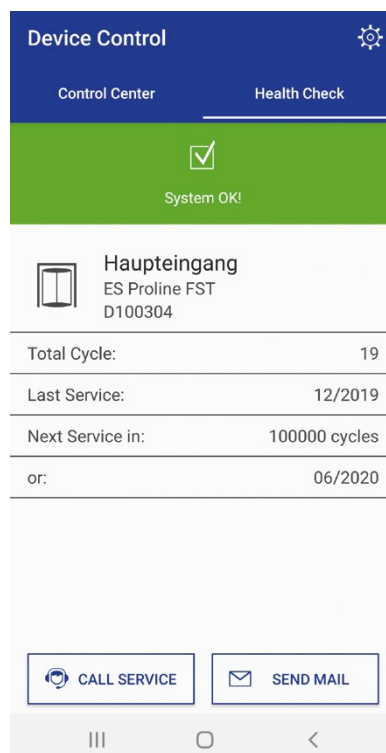 Device Control
Control Center
Health Check
System OK!
Haupteingang
ES Proline FST
D100304
Total Cycle: 19
Last Service: 12/2019
Next Service in: 100000 cycles
or: 06/2020
CALL SERVICE
SEND MAIL